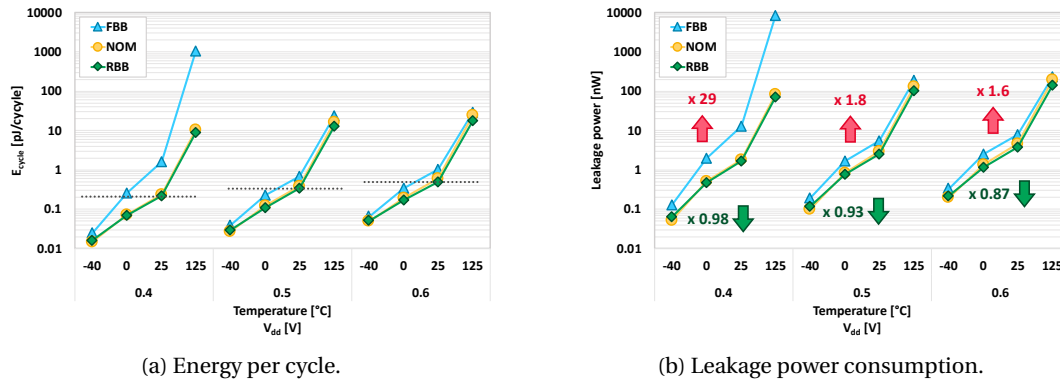 10000
1000
100
10
1
0.1
0.01
E_cycle [pJ/cycyle]
FBB
NOM
RBB
-40 0 25 125 -40 0 25 125 -40 0 25 125
0.4 0.5 0.6
Temperature [°C]
V_dd [V]
(a) Energy per cycle.
10000
1000
100
10
1
0.1
0.01
Leakage power [nW]
FBB
NOM
RBB
x 29
x 1.8
x 1.6
x 0.98
x 0.93
x 0.87
-40 0 25 125 -40 0 25 125 -40 0 25 125
0.4 0.5 0.6
Temperature [°C]
V_dd [V]
(b) Leakage power consumption.